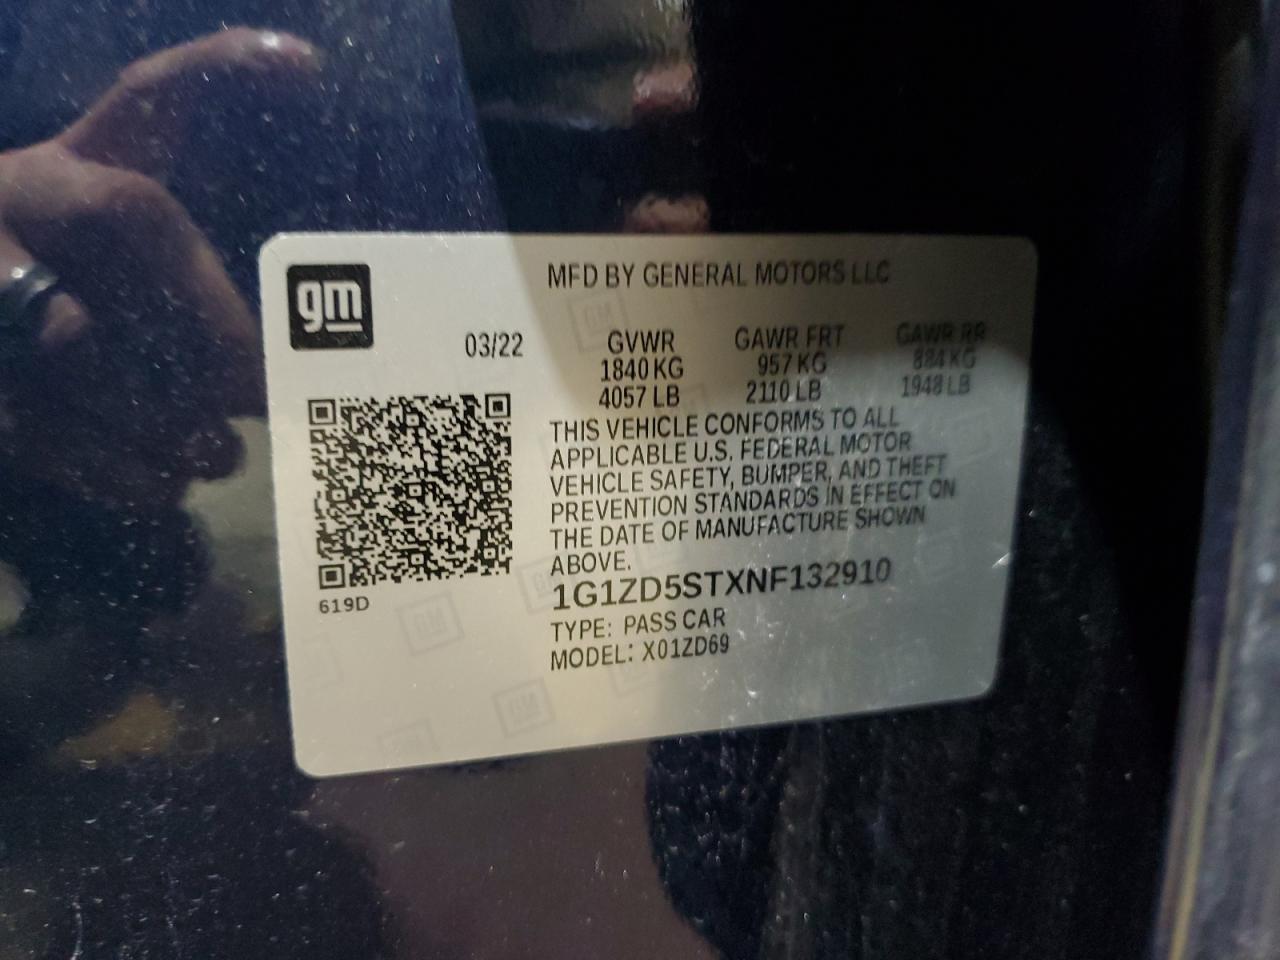 gm
MFD BY GENERAL MOTORS LLC
03/22
GVWR GAWR FRT GAWR RR
1840 KG 957 KG 884 KG
4057 LB 2110 LB 1948 LB
THIS VEHICLE CONFORMS TO ALL
APPLICABLE U.S. FEDERAL MOTOR
VEHICLE SAFETY, BUMPER, AND THEFT
PREVENTION STANDARDS IN EFFECT ON
THE DATE OF MANUFACTURE SHOWN
ABOVE.
1G1ZD5STXNF132910
619D
TYPE: PASS CAR
MODEL: X01ZD69